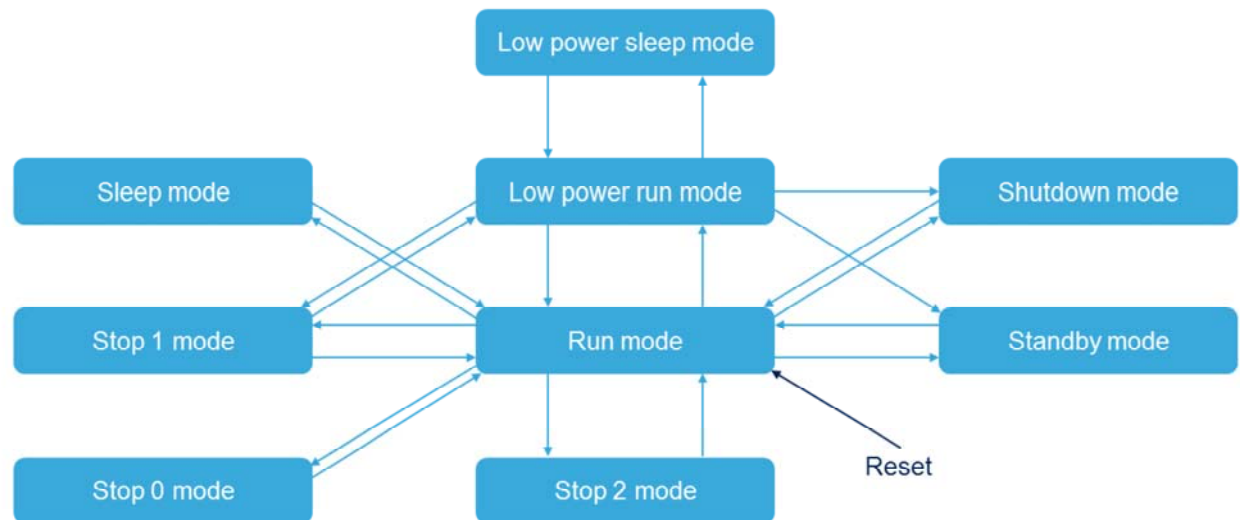 Low power sleep mode
Sleep mode
Low power run mode
Shutdown mode
Stop 1 mode
Run mode
Standby mode
Reset
Stop 0 mode
Stop 2 mode